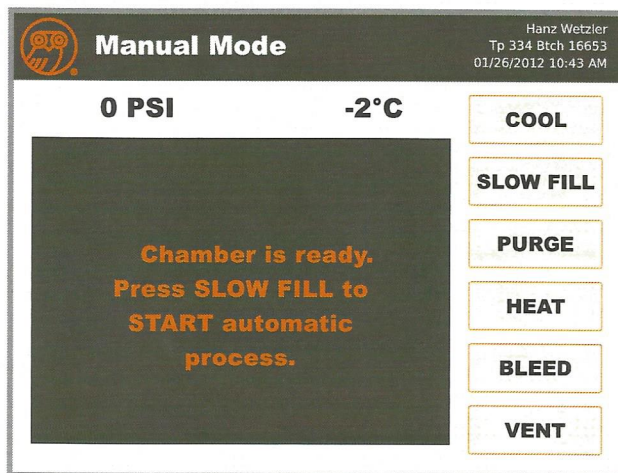 Manual Mode
Hanz Wetzler
Tp 334 Btch 16653
01/26/2012 10:43 AM
0 PSI
-2°C
Chamber is ready.
Press SLOW FILL to
START automatic
process.
COOL
SLOW FILL
PURGE
HEAT
BLEED
VENT